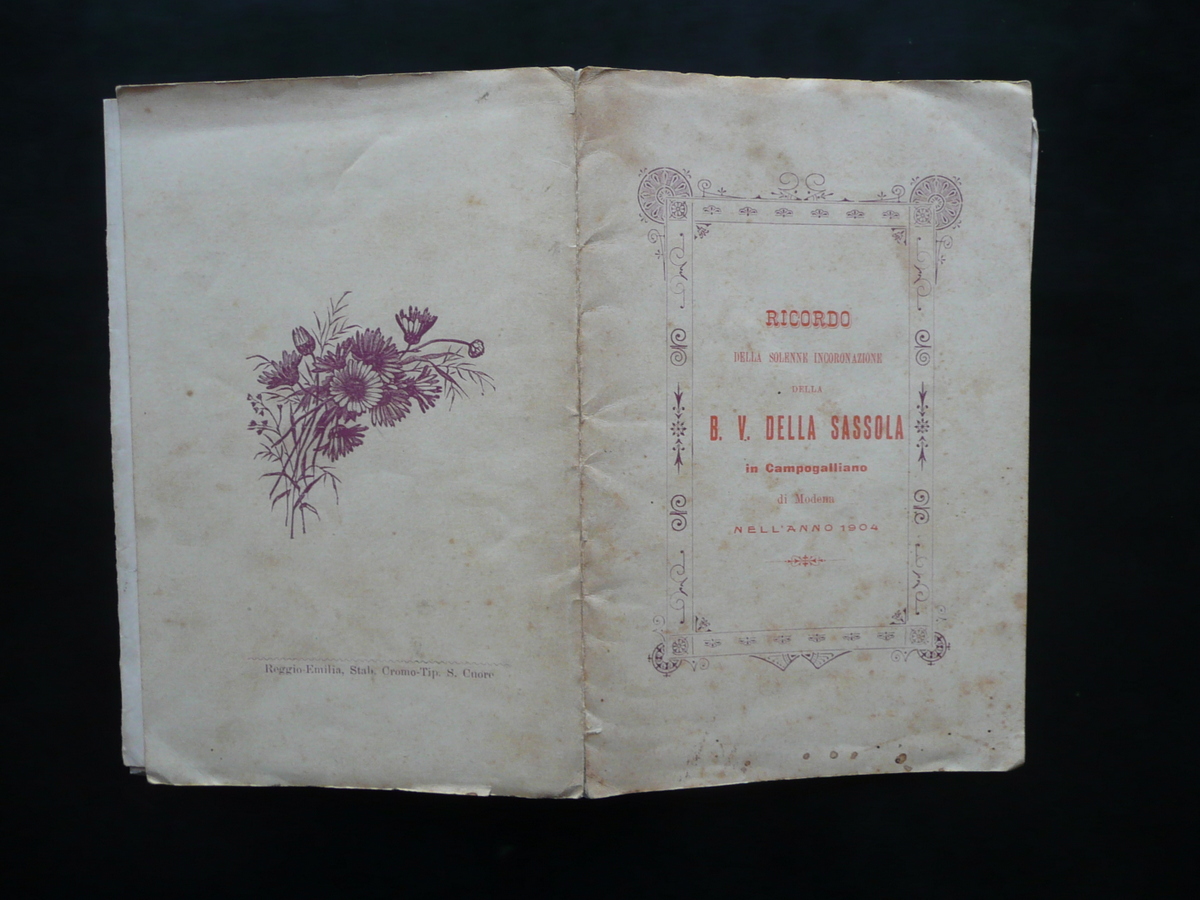 Reggio-Emilia, Stab. Cromo-Tip. S. Cuore
RICORDO
DELLA SOLENNE INCORONAZIONE
DELLA
B. V. DELLA SASSOLA
in Campogalliano
di Modena
NELL'ANNO 1904